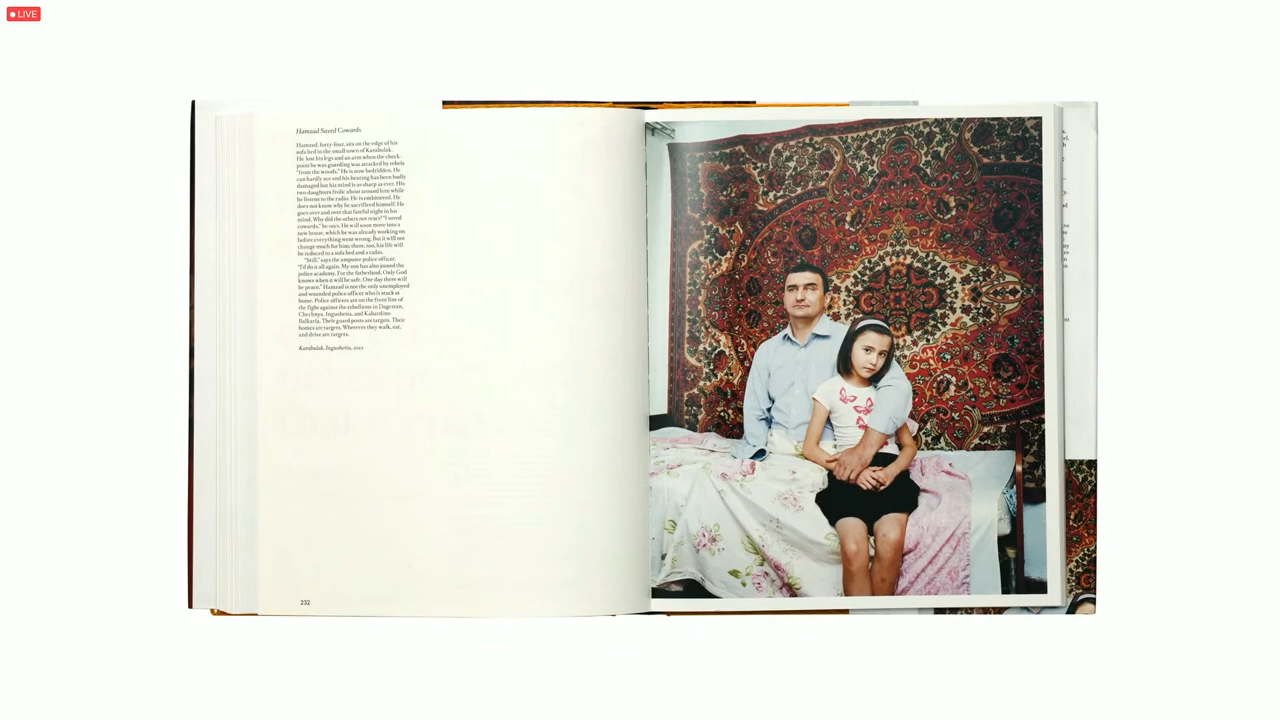 LIVE
Hamzad Saved Cowards
Hamzad, forty-four, sits on the edge of his
sofa bed in the small town of Karabulak.
He lost his legs and an arm when the check-
point he was guarding was attacked by rebels
"from the woods." He is now bedridden. He
can hardly see and his hearing has been badly
damaged but his mind is as sharp as ever. His
two daughters frolic about around him while
he listens to the radio. He is embittered. He
does not know why he sacrificed himself. He
goes over and over that fateful night in his
mind. Why did the others not react? "I saved
cowards," he says. He will soon move into a
new house, which he was already working on
before everything went wrong. But it will not
change much for him; there, too, his life will
be reduced to a sofa bed and a radio.
"Still," says the amputee police officer.
"I'd do it all again. My son has also joined the
police academy. For the fatherland. Only God
knows when it will be safe. One day there will
be peace." Hamzad is not the only unemployed
and wounded police officer who is stuck at
home. Police officers are on the front line of
the fight against the rebellions in Dagestan,
Chechnya, Ingushetia, and Kabardino-
Balkaria. Their guard posts are targets. Their
homes are targets. Wherever they walk, eat,
and drive are targets.
Karabulak, Ingushetia, 2012
232